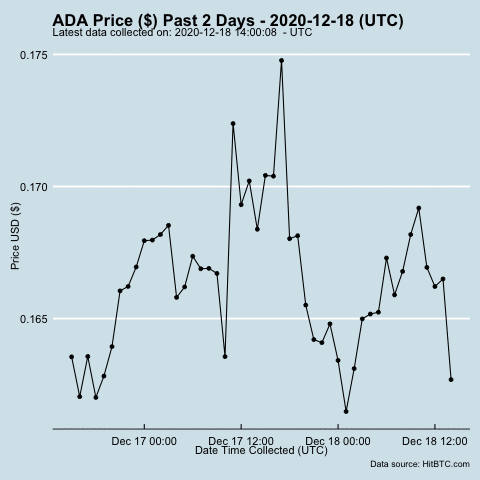 ADA Price ($) Past 2 Days - 2020-12-18 (UTC)
Latest data collected on: 2020-12-18 14:00:08 - UTC
0.175
0.170
0.165
Price USD ($)
Dec 17 00:00 Dec 17 12:00 Dec 18 00:00 Dec 18 12:00
Date Time Collected (UTC)
Data source: HitBTC.com